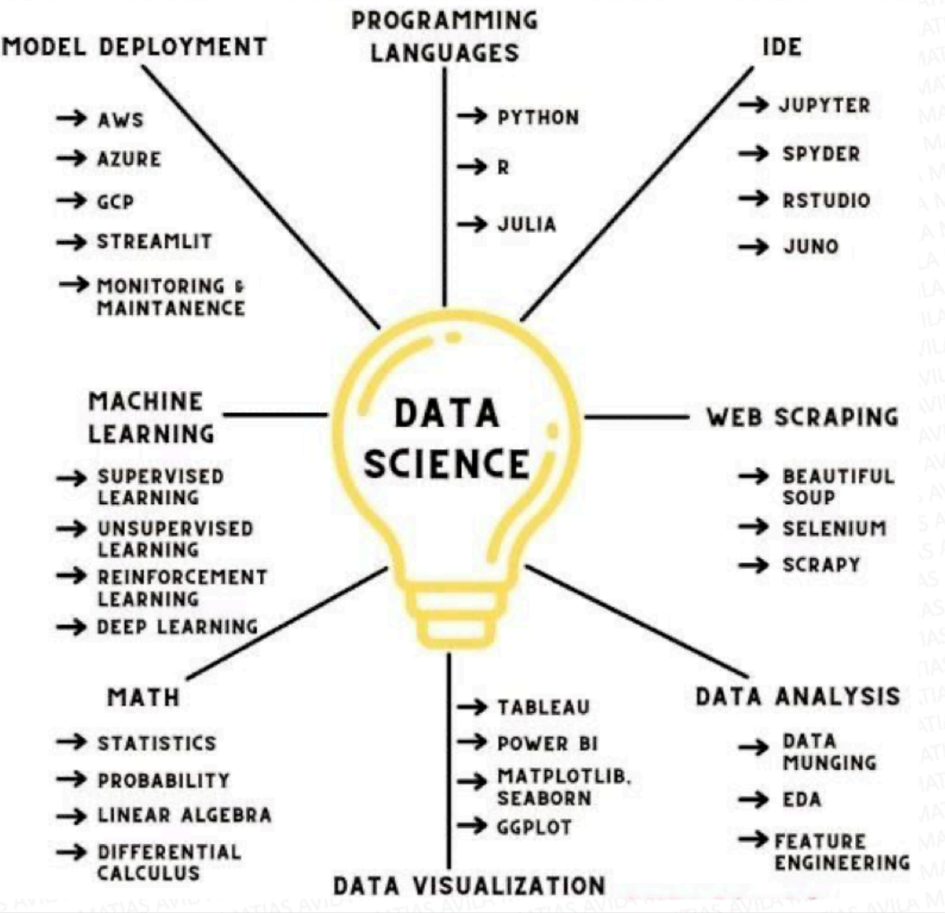 MODEL DEPLOYMENT
→ AWS
→ AZURE
→ GCP
→ STREAMLIT
→ MONITORING &
MAINTANENCE
PROGRAMMING
LANGUAGES
→ PYTHON
→ R
→ JULIA
IDE
→ JUPYTER
→ SPYDER
→ RSTUDIO
→ JUNO
DATA
SCIENCE
MACHINE
LEARNING
→ SUPERVISED
LEARNING
→ UNSUPERVISED
LEARNING
→ REINFORCEMENT
LEARNING
→ DEEP LEARNING
WEB SCRAPING
→ BEAUTIFUL
SOUP
→ SELENIUM
→ SCRAPY
MATH
→ STATISTICS
→ PROBABILITY
→ LINEAR ALGEBRA
→ DIFFERENTIAL
CALCULUS
→ TABLEAU
→ POWER BI
→ MATPLOTLIB,
SEABORN
→ GGPLOT
DATA VISUALIZATION
DATA ANALYSIS
→ DATA
MUNGING
→ EDA
→ FEATURE
ENGINEERING
MATIAS AVILA